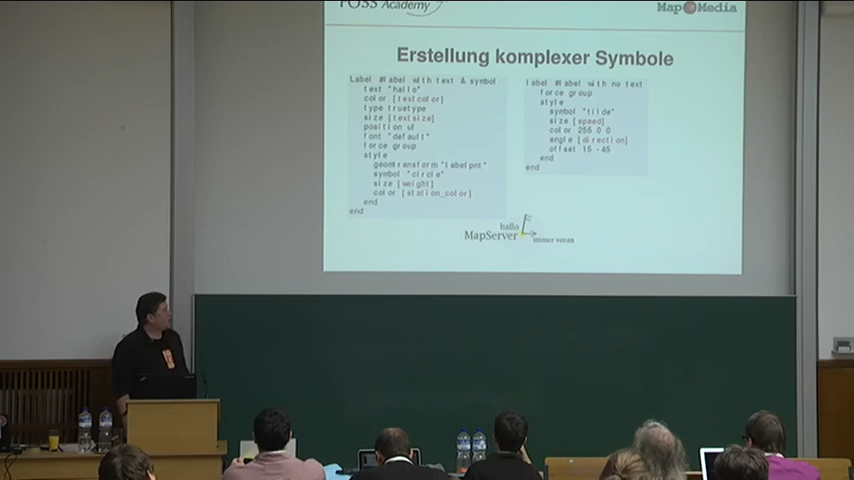 FOSS Academy
MapMedia
Erstellung komplexer Symbole
Label #label with text & symbol
text "hallo"
color [textcolor]
type truetype
size [textsize]
position ul
font "default"
force group
style
geomtransform "labelpnt"
symbol "circle"
size [weight]
color [station_color]
end
end
Label #label with no text
force group
style
symbol "tilde"
size [speed]
color 255 0 0
angle [direction]
offset 15 -45
end
end
hallo
MapServer
immer voran